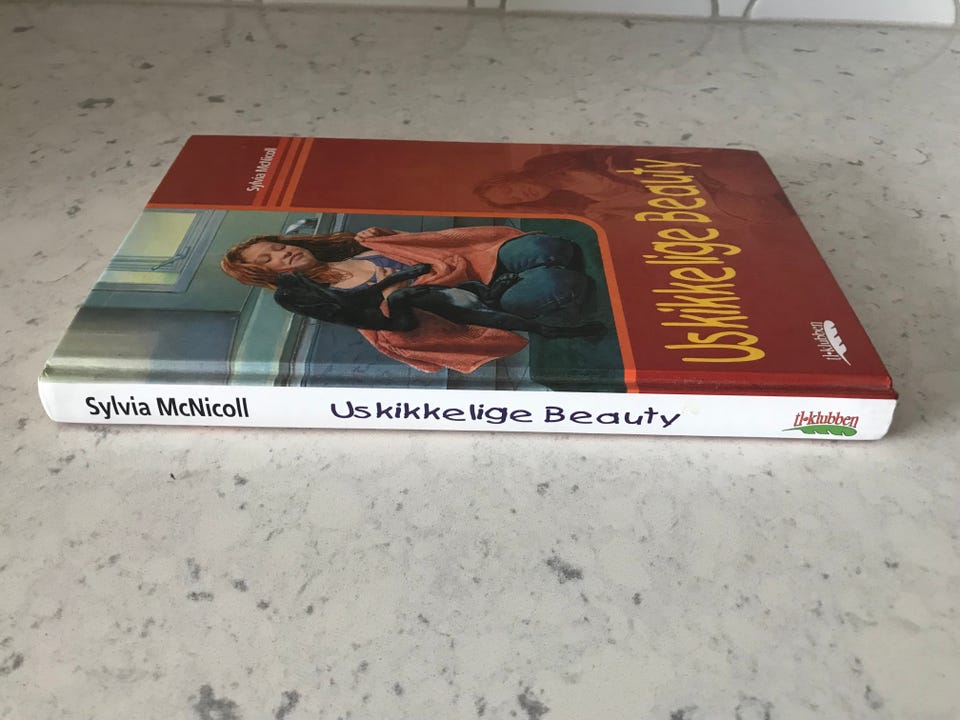 Sylvia McNicoll
Uskikkelige Beauty
tl•klubben
Sylvia McNicoll
Uskikkelige Beauty
tl•klubben